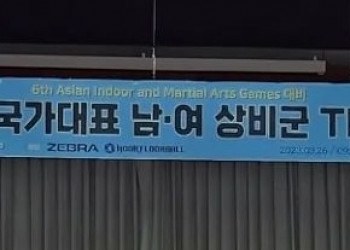 6th Asian Indoor and Martial Arts Games 대비
국가대표 남·여 상비군 T
ZEBRA FLOORBALL